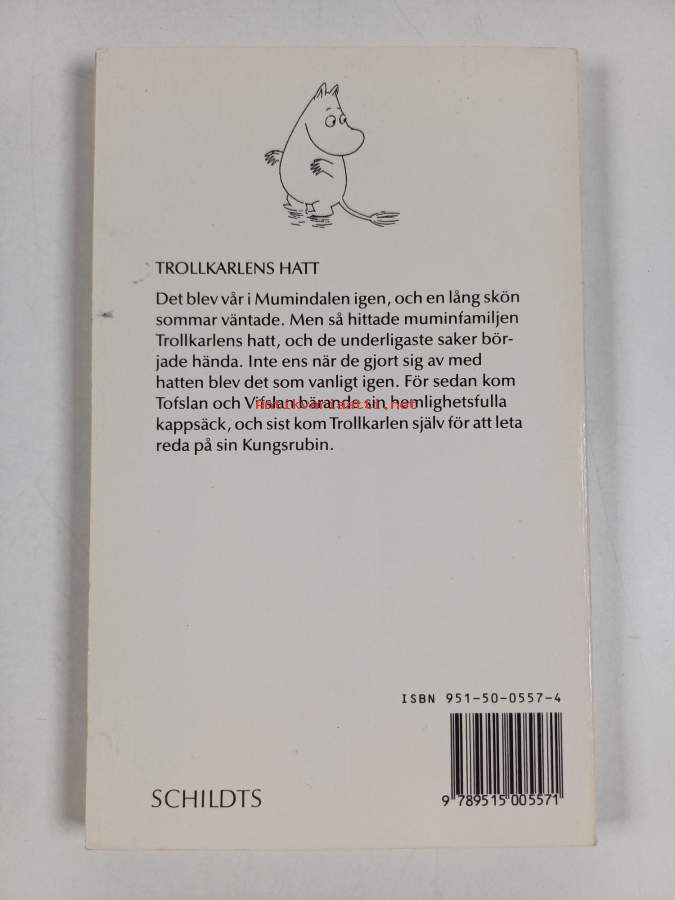 TROLLKARLENS HATT
Det blev vår i Mumindalen igen, och en lång skön
sommar väntade. Men så hittade muminfamiljen
Trollkarlens hatt, och de underligaste saker bör-
jade hända. Inte ens när de gjort sig av med
hatten blev det som vanligt igen. För sedan kom
Tofslan och Vifslan bärande sin hemlighetsfulla
Antikvariaatti.net
kappsäck, och sist kom Trollkarlen själv för att leta
reda på sin Kungsrubin.
ISBN 951-50-0557-4
9 789515 005571
SCHILDTS